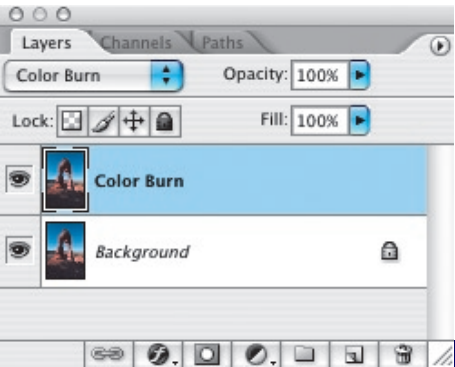 Layers Channels Paths
Color Burn Opacity: 100%
Lock: Fill: 100%
Color Burn
Background